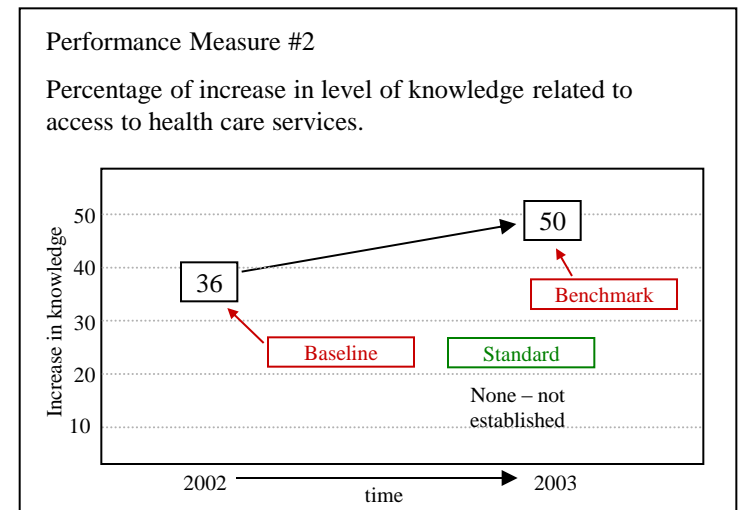 Performance Measure #2
Percentage of increase in level of knowledge related to
access to health care services.
Increase in knowledge
50
40
30
20
10
36
50
Benchmark
Baseline
Standard
None – not
established
2002
2003
time